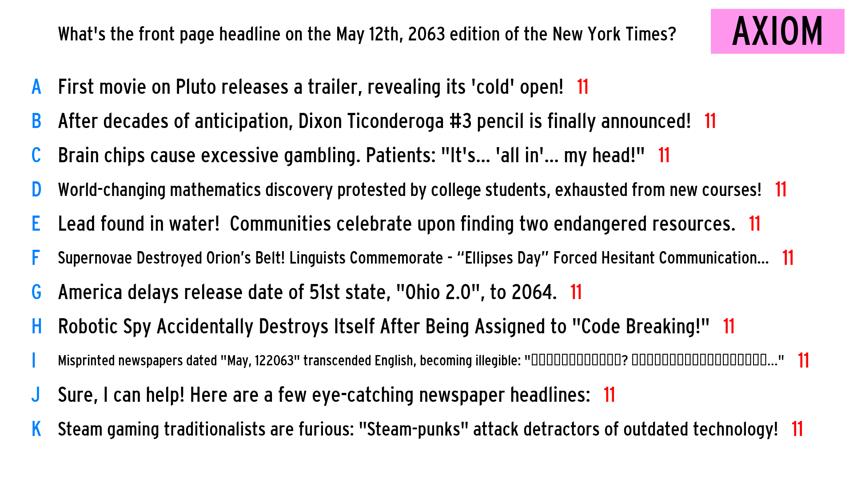 What's the front page headline on the May 12th, 2063 edition of the New York Times?
AXIOM
A First movie on Pluto releases a trailer, revealing its 'cold' open! 11
B After decades of anticipation, Dixon Ticonderoga #3 pencil is finally announced! 11
C Brain chips cause excessive gambling. Patients: "It's... 'all in'... my head!" 11
D World-changing mathematics discovery protested by college students, exhausted from new courses! 11
E Lead found in water!  Communities celebrate upon finding two endangered resources. 11
F Supernovae Destroyed Orion's Belt! Linguists Commemorate - “Ellipses Day” Forced Hesitant Communication... 11
G America delays release date of 51st state, "Ohio 2.0", to 2064. 11
H Robotic Spy Accidentally Destroys Itself After Being Assigned to "Code Breaking!" 11
I Misprinted newspapers dated "May, 122063" transcended English, becoming illegible: "▯▯▯▯▯▯▯▯▯▯▯▯▯? ▯▯▯▯▯▯▯▯▯▯▯▯▯▯▯▯▯▯▯..." 11
J Sure, I can help! Here are a few eye-catching newspaper headlines: 11
K Steam gaming traditionalists are furious: "Steam-punks" attack detractors of outdated technology! 11